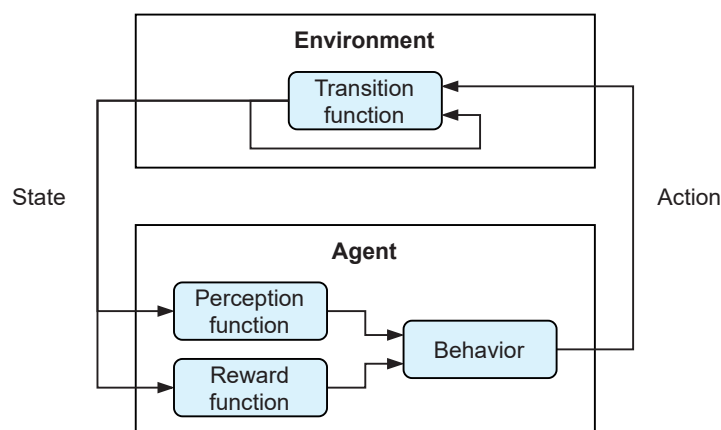 Environment
Transition
function
State
Action
Agent
Perception
function
Behavior
Reward
function